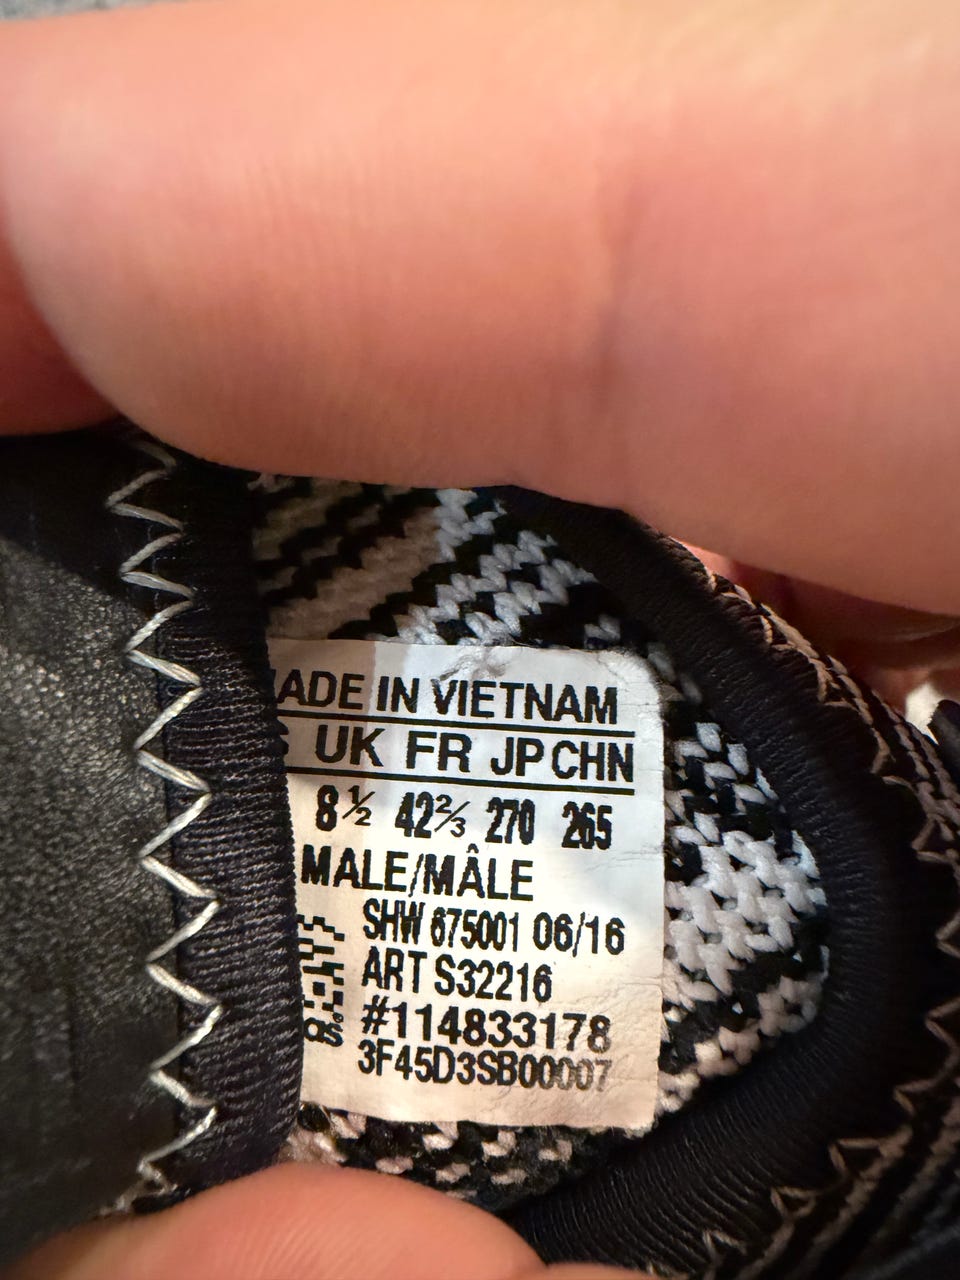 MADE IN VIETNAM
UK FR JP CHN
8½ 42⅔ 270 265
MALE/MÂLE
SHW 675001 06/16
ART S32216
#114833178
3F45D3SB00007